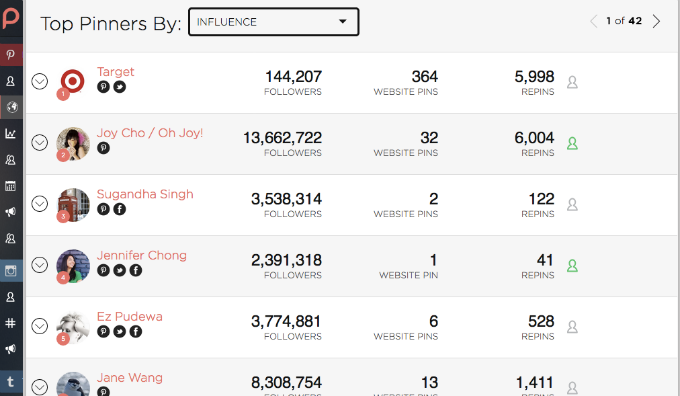 Top Pinners By: INFLUENCE 1 of 42
Target 144,207 364 5,998
FOLLOWERS WEBSITE PINS REPINS
1
Joy Cho / Oh Joy! 13,662,722 32 6,004
FOLLOWERS WEBSITE PINS REPINS
2
Sugandha Singh 3,538,314 2 122
FOLLOWERS WEBSITE PINS REPINS
3
Jennifer Chong 2,391,318 1 41
FOLLOWERS WEBSITE PIN REPINS
4
Ez Pudewa 3,774,881 6 528
FOLLOWERS WEBSITE PINS REPINS
5
Jane Wang 8,308,754 13 1,411
FOLLOWERS WEBSITE PINS REPINS